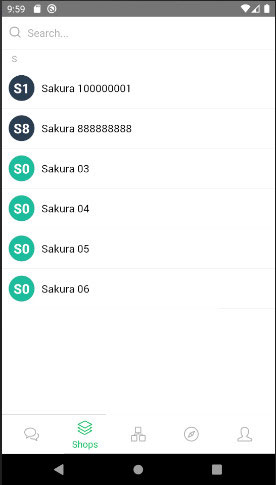 9:59
Search...
S
S1 Sakura 100000001
S8 Sakura 888888888
S0 Sakura 03
S0 Sakura 04
S0 Sakura 05
S0 Sakura 06
Shops